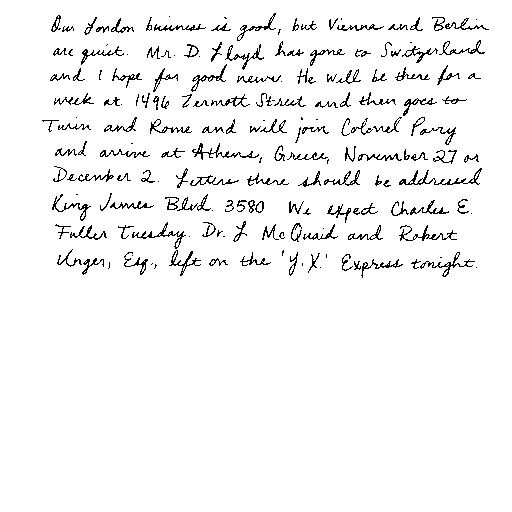 Our London business is good, but Vienna and Berlin
are quiet. Mr. D. Lloyd has gone to Switzerland
and I hope for good news. He will be there for a
week at 1496 Zermott Street and then goes to
Turin and Rome and will join Colonel Parry
and arrive at Athens, Greece, November 27 or
December 2. Letters there should be addressed
King James Blvd. 3580 We expect Charles E.
Fuller Tuesday. Dr. L McQuaid and Robert
Unger, Esq., left on the 'Y.X.' Express tonight.